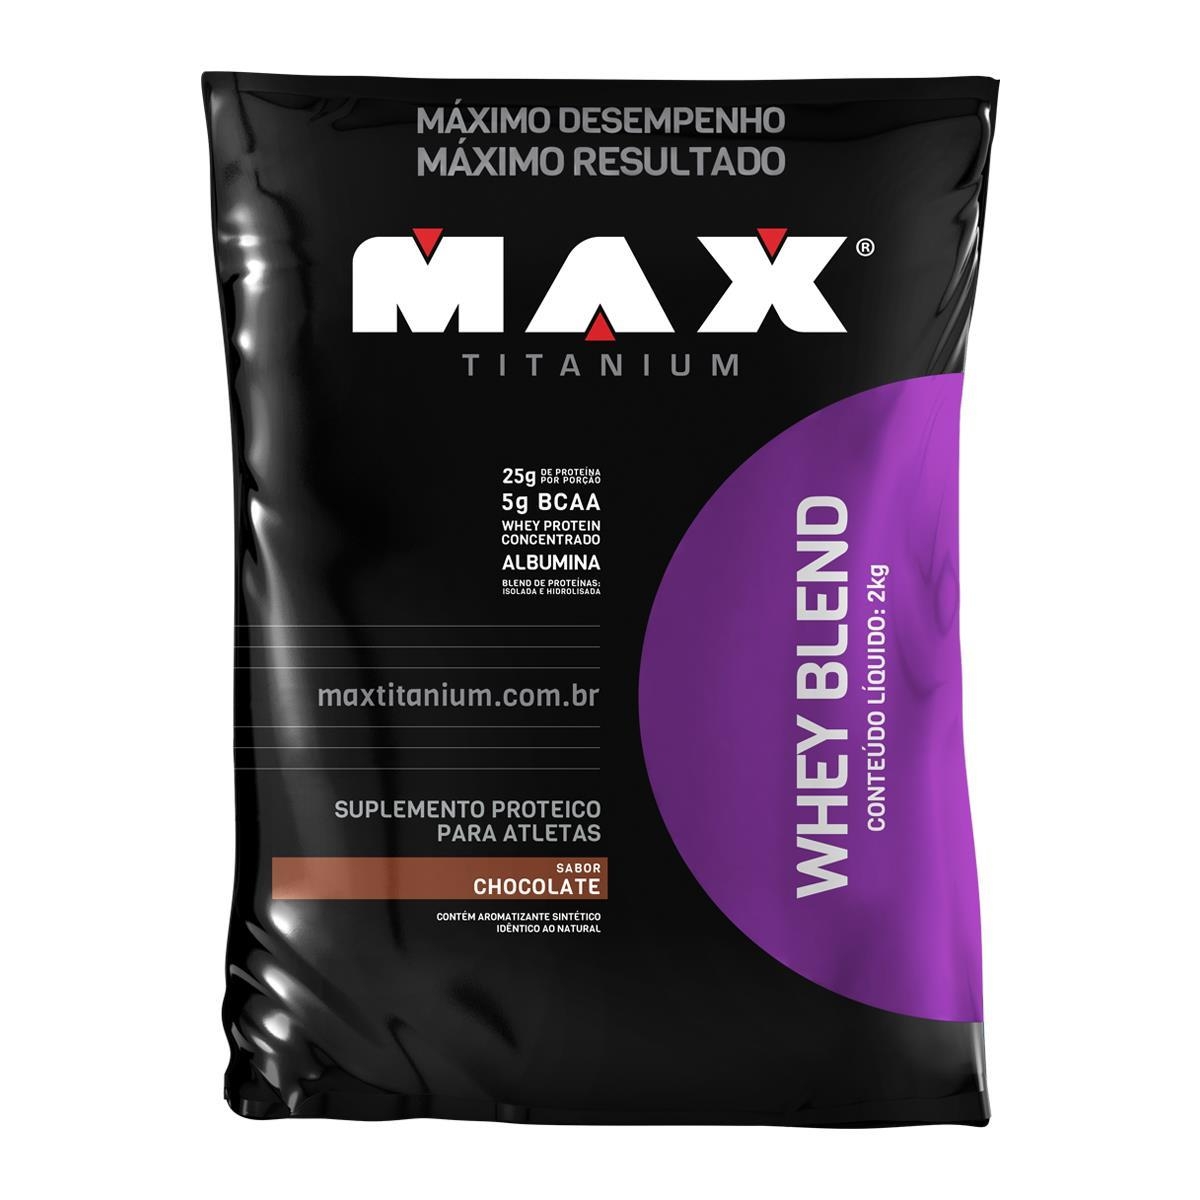 MÁXIMO DESEMPENHO
MÁXIMO RESULTADO
MAX®
TITANIUM
25g DE PROTEÍNA POR PORÇÃO
5g BCAA
WHEY PROTEIN
CONCENTRADO
ALBUMINA
BLEND DE PROTEÍNAS:
ISOLADA E HIDROLISADA
maxtitanium.com.br
SUPLEMENTO PROTEICO
PARA ATLETAS
SABOR
CHOCOLATE
CONTÉM AROMATIZANTE SINTÉTICO
IDÊNTICO AO NATURAL
WHEY BLEND
CONTEÚDO LÍQUIDO: 2kg